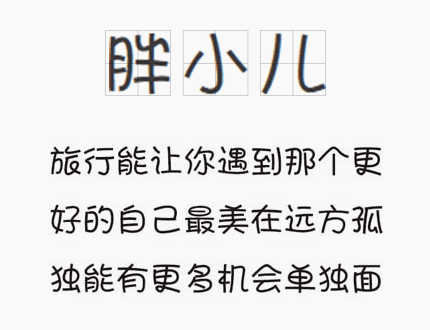 胖小儿
旅行能让你遇到那个更
好的自己最美在远方孤
独能有更多机会单独面